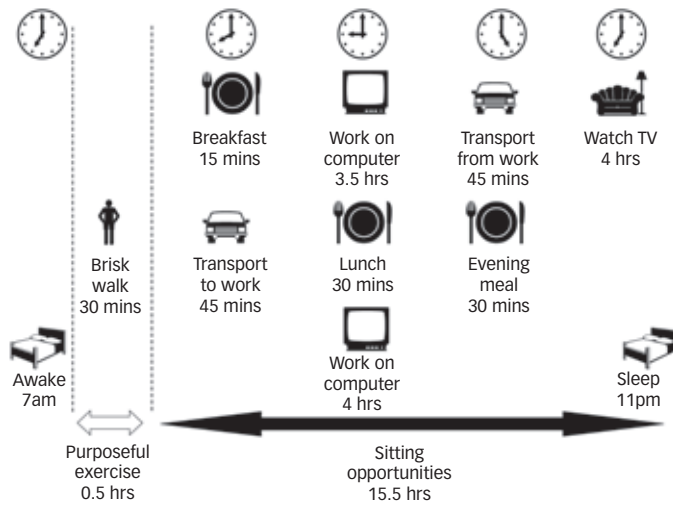 Breakfast
15 mins
Work on
computer
3.5 hrs
Transport
from work
45 mins
Watch TV
4 hrs
Brisk
walk
30 mins
Transport
to work
45 mins
Lunch
30 mins
Evening
meal
30 mins
Awake
7am
Work on
computer
4 hrs
Sleep
11pm
Purposeful
exercise
0.5 hrs
Sitting
opportunities
15.5 hrs